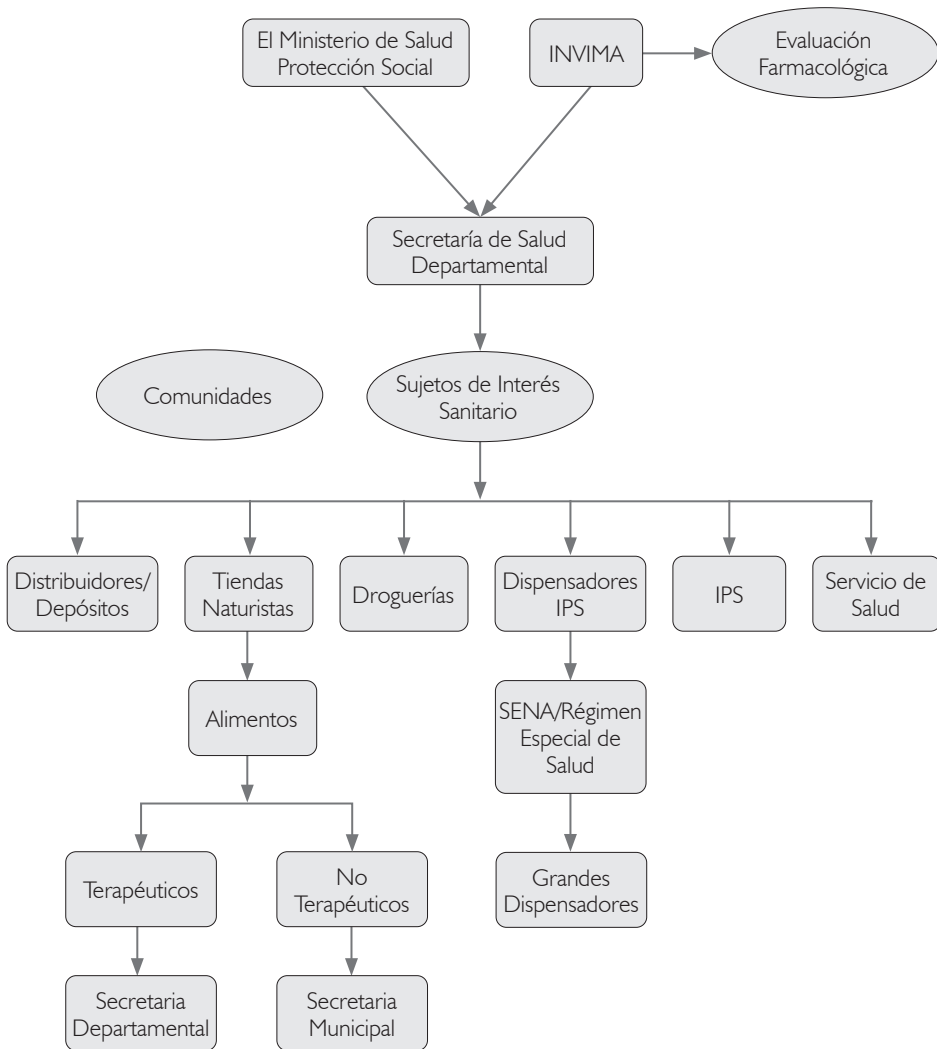 El Ministerio de Salud
Protección Social
INVIMA
Evaluación
Farmacológica
Secretaría de Salud
Departamental
Comunidades
Sujetos de Interés
Sanitario
Distribuidores/
Depósitos
Tiendas
Naturistas
Droguerías
Dispensadores
IPS
IPS
Servicio de
Salud
Alimentos
SENA/Régimen
Especial de
Salud
Terapéuticos
No
Terapéuticos
Grandes
Dispensadores
Secretaria
Departamental
Secretaria
Municipal